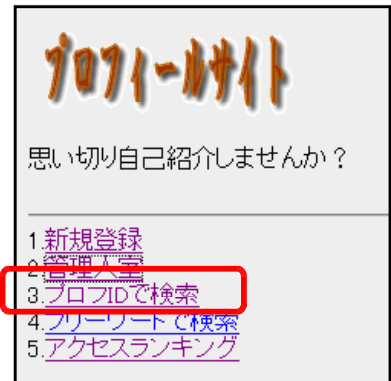 プロフィールサイト
思い切り自己紹介しませんか？
1.新規登録
2.管理人室
3.プロフIDで検索
4.フリーワードで検索
5.アクセスランキング